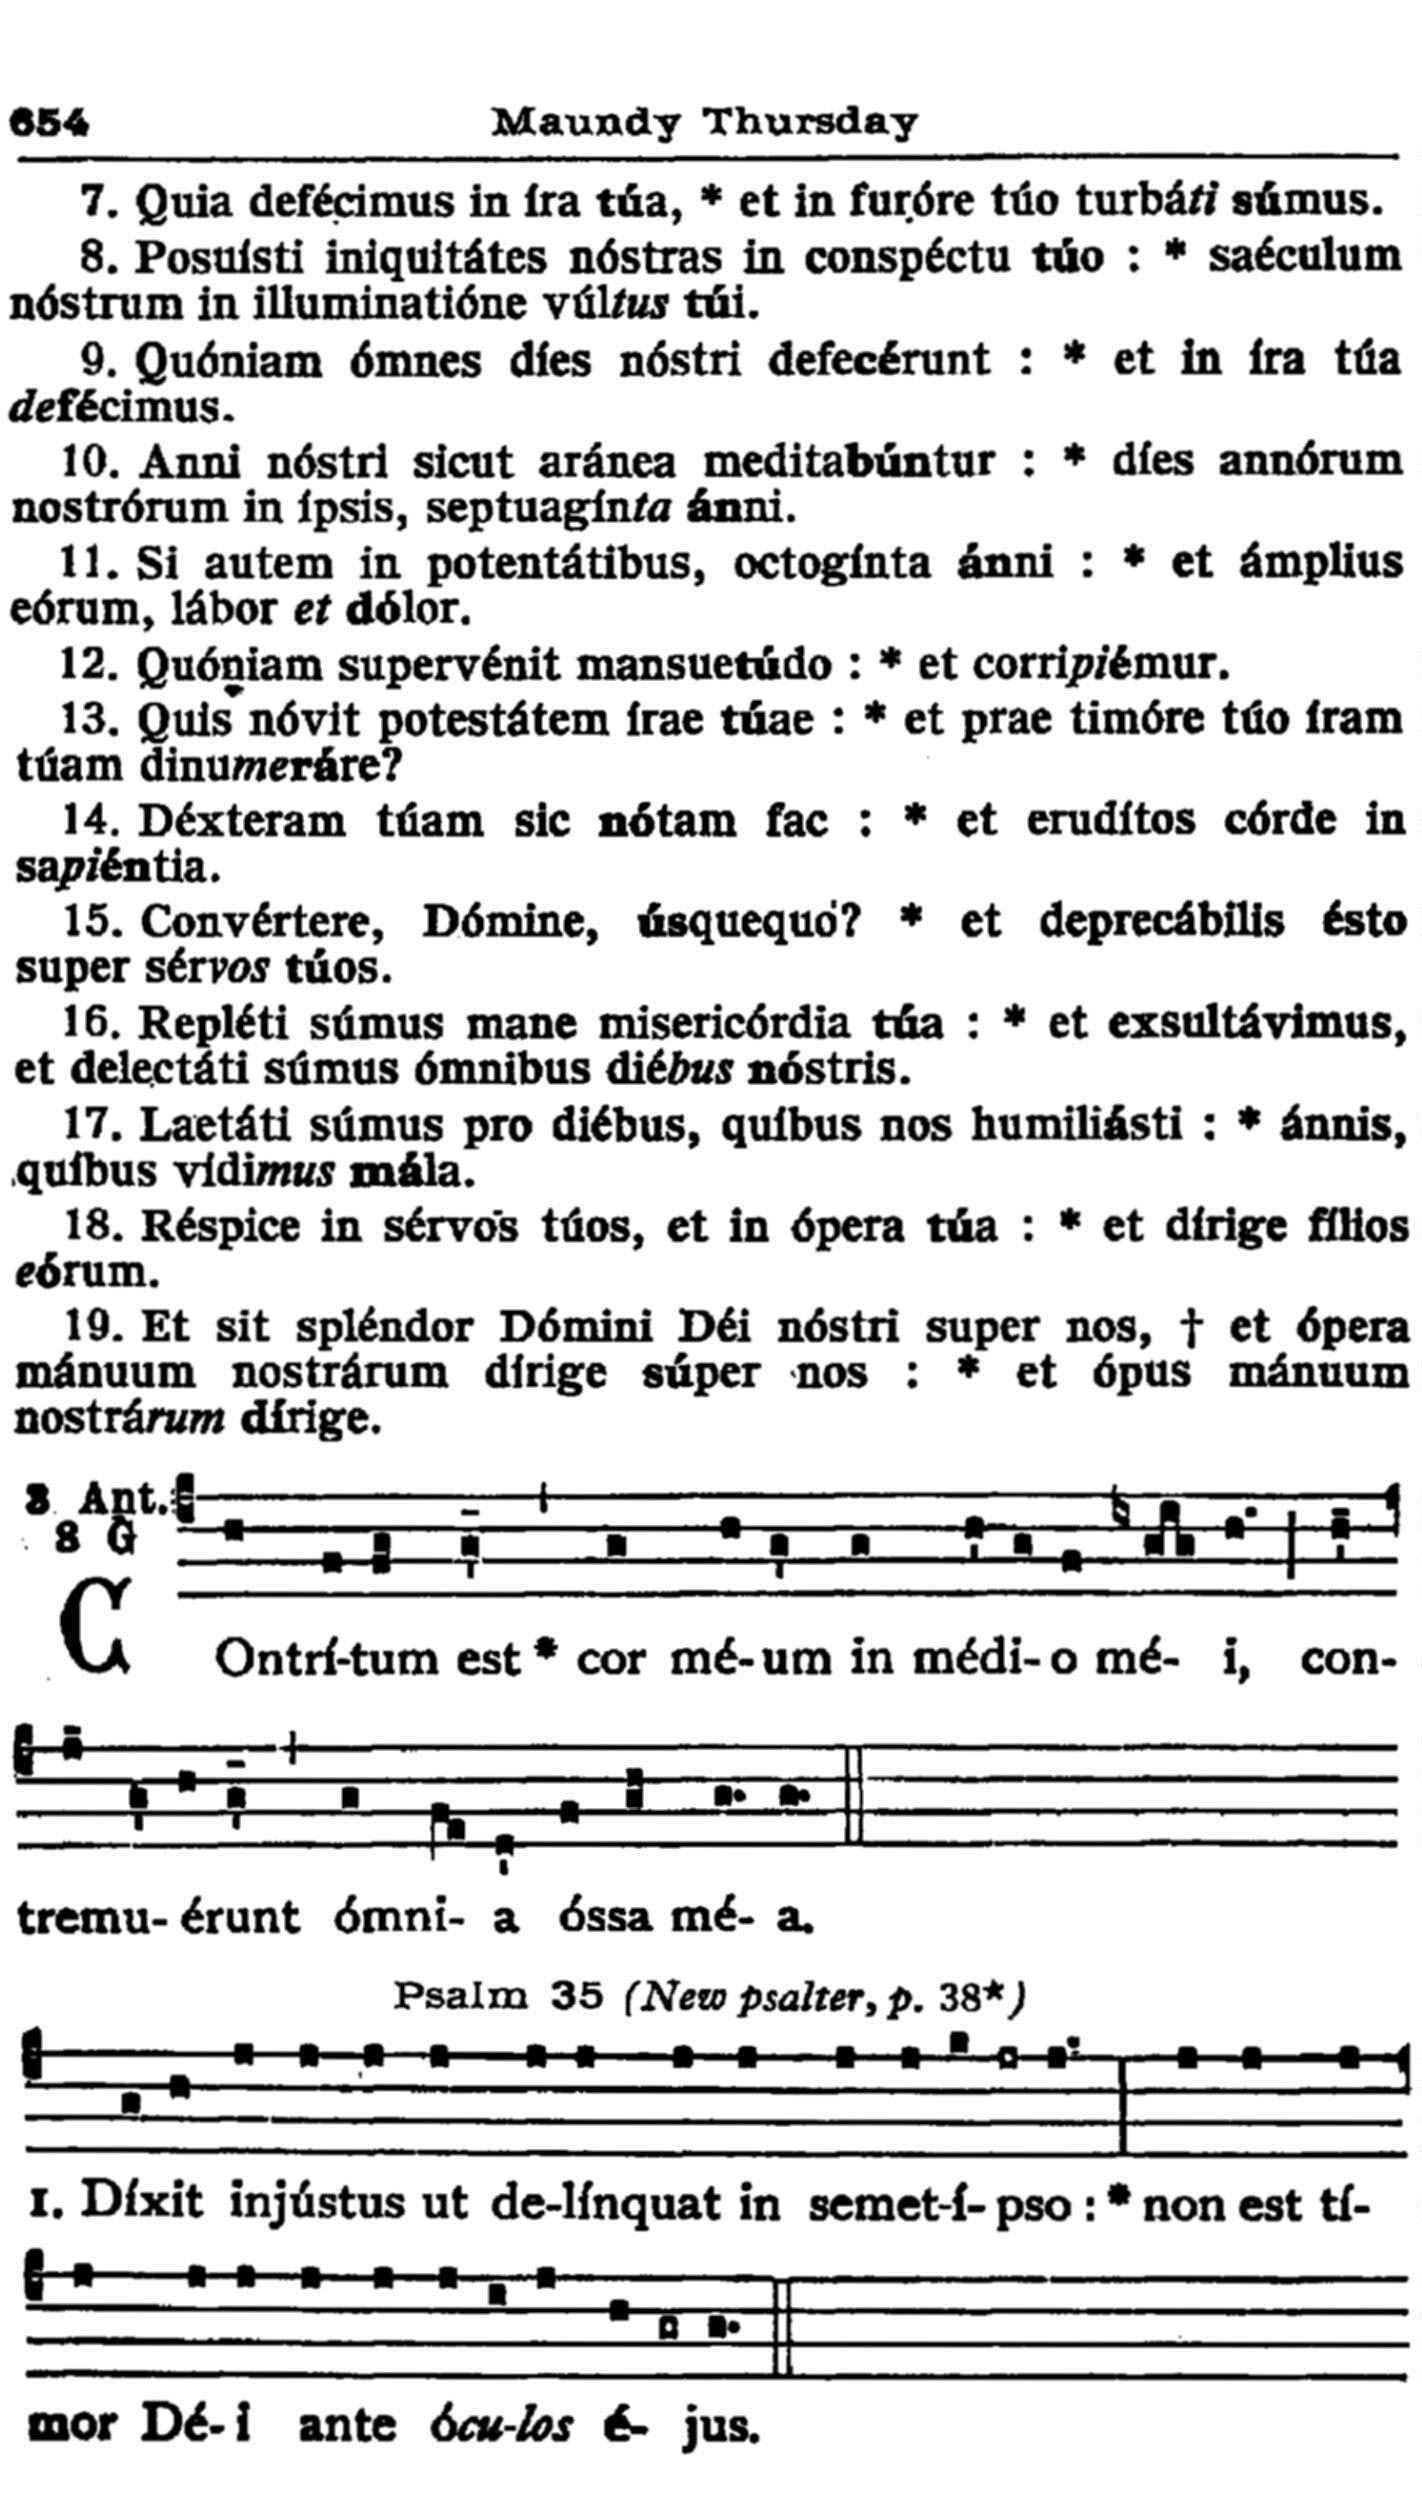 654 Maundy Thursday
7. Quia defécimus in íra túa, * et in furóre túo turbáti súmus.
8. Posuísti iniquitátes nóstras in conspéctu túo : * saéculum
nóstrum in illuminatióne vúltus túi.
9. Quóniam ómnes díes nóstri defecérunt : * et in íra túa
defécimus.
10. Anni nóstri sicut aránea meditabúntur : * díes annórum
nostrórum in ípsis, septuagínta ánni.
11. Si autem in potentátibus, octogínta ánni : * et ámplius
eórum, lábor et dólor.
12. Quóniam supervénit mansuetúdo : * et corripiémur.
13. Quis nóvit potestátem írae túae : * et prae timóre túo íram
túam dinumeráre?
14. Déxteram túam sic nótam fac : * et erudítos córde in
sapiéntia.
15. Convértere, Dómine, úsquequo? * et deprecábilis ésto
super sérvos túos.
16. Repléti súmus mane misericórdia túa : * et exsultávimus,
et delectáti súmus ómnibus diébus nóstris.
17. Laetáti súmus pro diébus, quíbus nos humiliásti : * ánnis,
quíbus vídimus mála.
18. Réspice in sérvos túos, et in ópera túa : * et dírige fílios
eórum.
19. Et sit spléndor Dómini Déi nóstri super nos, † et ópera
mánuum nostrárum dírige súper nos : * et ópus mánuum
nostrárum dírige.
3 Ant.
8 G
COntrí-tum est * cor mé-um in médi-o mé- i, con-
tremu-érunt ómni- a óssa mé- a.
Psalm 35 (New psalter, p. 38*)
1. Díxit injústus ut de-línquat in semet-í-pso : * non est tí-
mor Dé-i ante ócu-los é- jus.